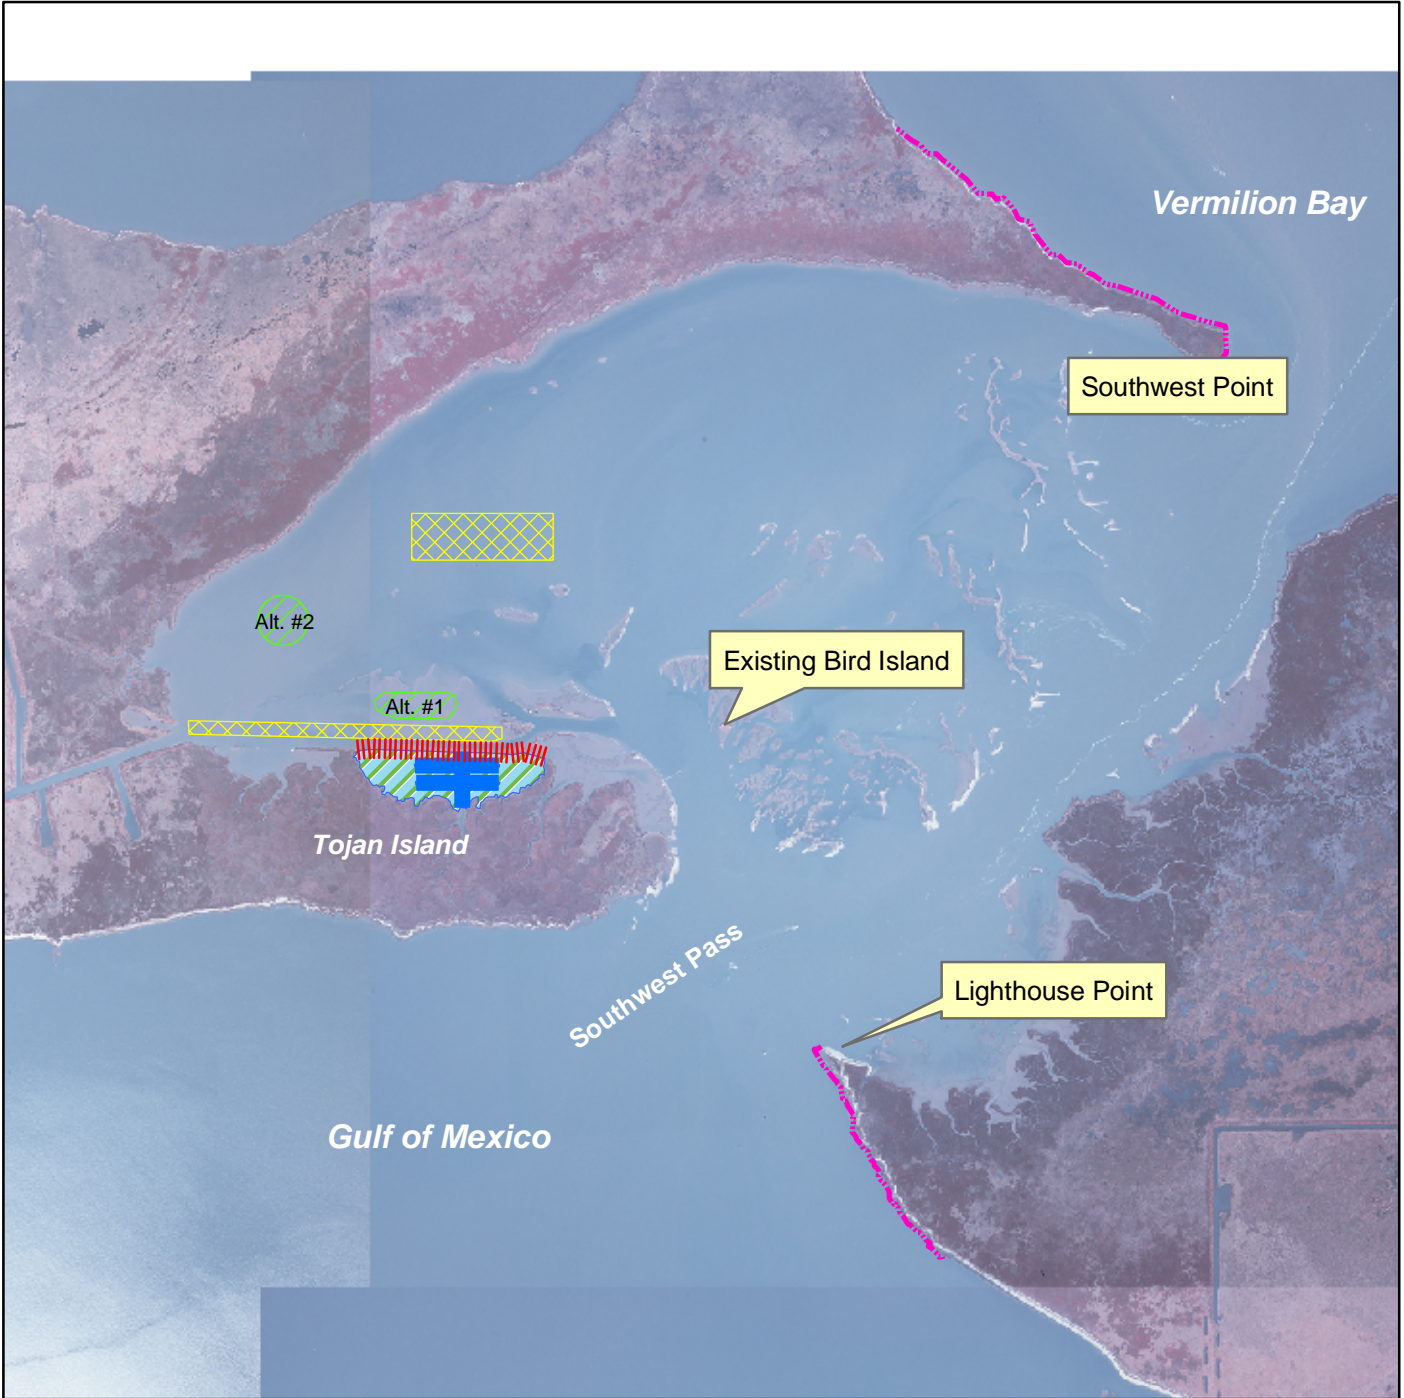 Vermilion Bay
Southwest Point
Alt. #2
Existing Bird Island
Alt. #1
Tojan Island
Southwest Pass
Lighthouse Point
Gulf of Mexico